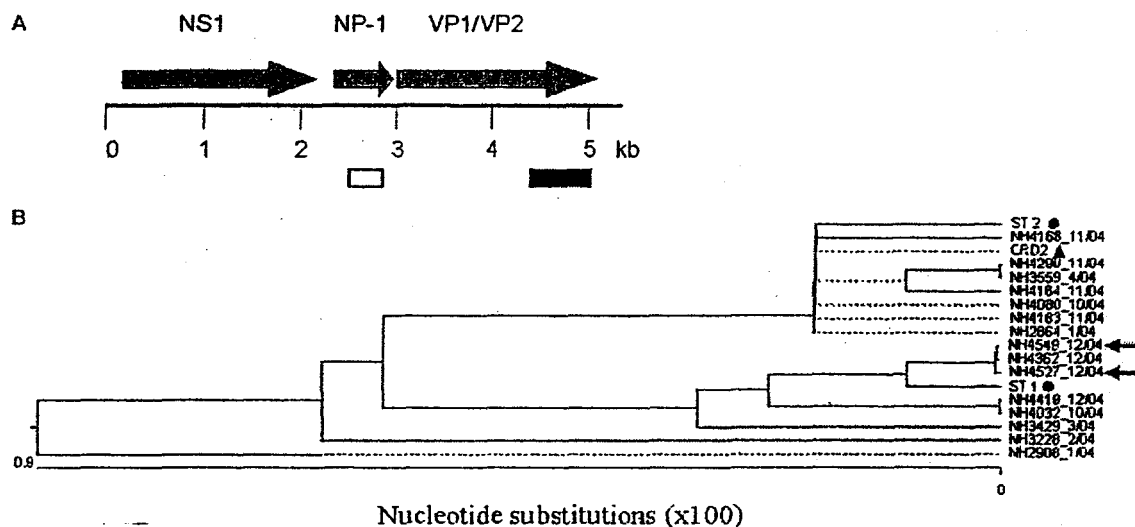 A
NS1 NP-1 VP1/VP2
0 1 2 3 4 5 kb
B
ST 2
NH4168_11/04
CRD2
NH4290_11/04
NH3559_4/04
NH4164_11/04
NH4080_10/04
NH4163_11/04
NH2864_1/04
NH4548_12/04
NH4362_12/04
NH4527_12/04
ST 1
NH4419_12/04
NH4032_10/04
NH3429_3/04
NH3228_2/04
NH2908_1/04
0.9
0
Nucleotide substitutions (x100)